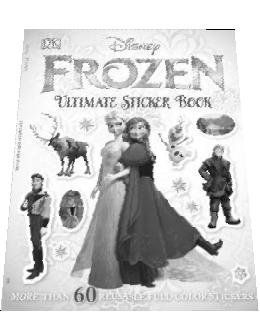 DK
Disney
FROZEN
ULTIMATE STICKER BOOK
MORE THAN 60 REUSABLE FULL-COLOR STICKERS